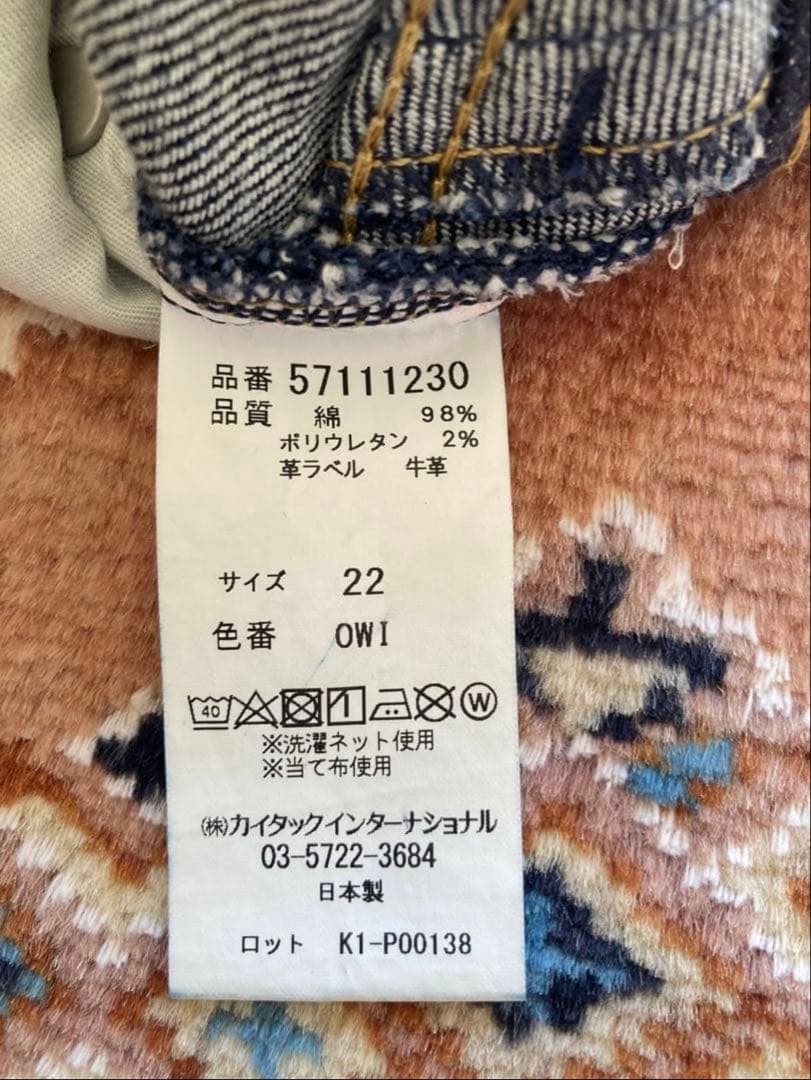 品番 57111230
品質 綿 98%
ポリウレタン 2%
革ラベル 牛革
サイズ 22
色番 OWI
40 W
※洗濯ネット使用
※当て布使用
㈱カイタックインターナショナル
03-5722-3684
日本製
ロット K1-P00138